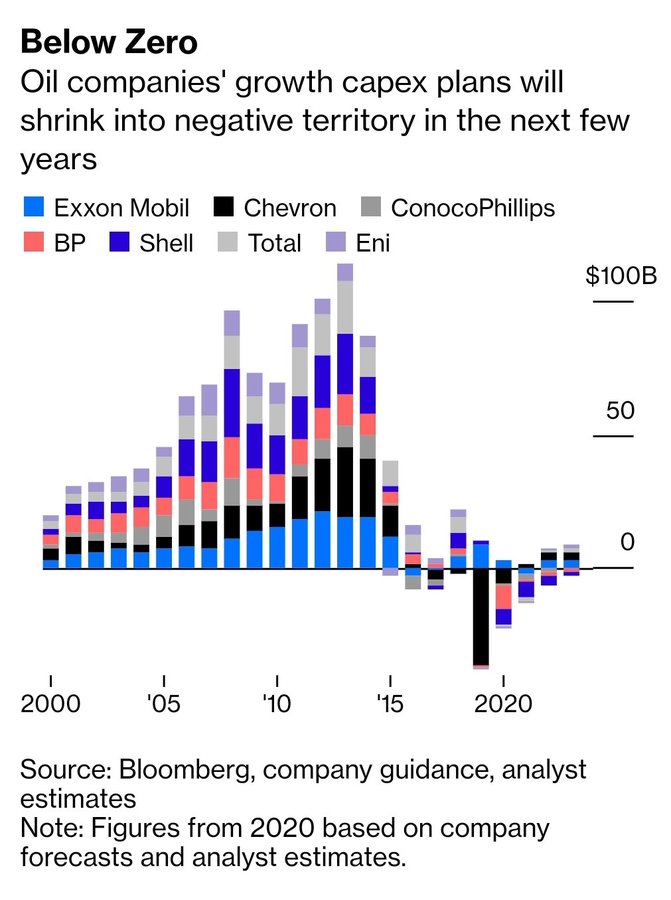 Below Zero
Oil companies' growth capex plans will
shrink into negative territory in the next few
years
Exxon Mobil Chevron ConocoPhillips
BP Shell Total Eni
$100B
50
0
2000 '05 '10 '15 2020
Source: Bloomberg, company guidance, analyst
estimates
Note: Figures from 2020 based on company
forecasts and analyst estimates.